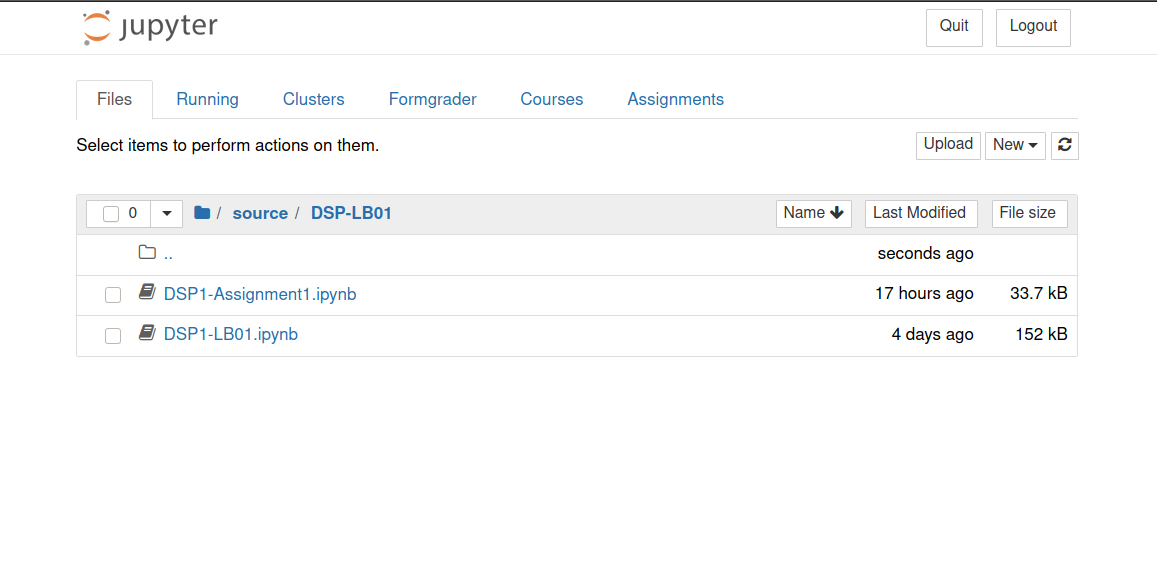 jupyter
Quit Logout
Files Running Clusters Formgrader Courses Assignments
Select items to perform actions on them.
Upload New
0 / source / DSP-LB01 Name Last Modified File size
.. seconds ago
DSP1-Assignment1.ipynb 17 hours ago 33.7 kB
DSP1-LB01.ipynb 4 days ago 152 kB